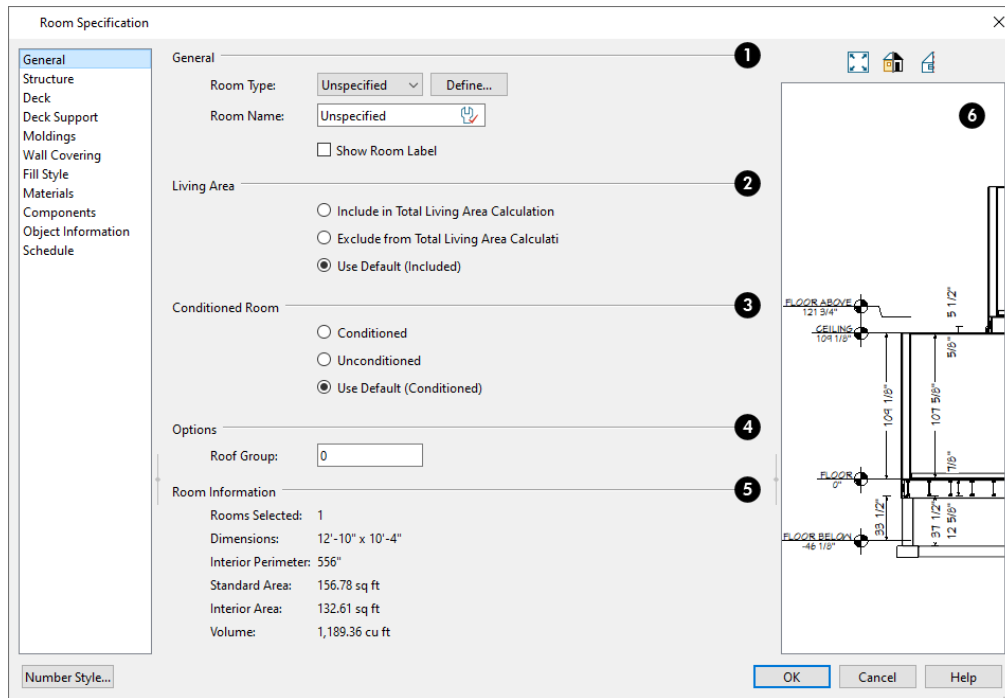 Room Specification
General
Structure
Deck
Deck Support
Moldings
Wall Covering
Fill Style
Materials
Components
Object Information
Schedule
Number Style...
General 1
Room Type: Unspecified Define...
Room Name: Unspecified
Show Room Label
Living Area 2
Include in Total Living Area Calculation
Exclude from Total Living Area Calculati
Use Default (Included)
Conditioned Room 3
Conditioned
Unconditioned
Use Default (Conditioned)
Options 4
Roof Group: 0
Room Information 5
Rooms Selected: 1
Dimensions: 12'-10" x 10'-4"
Interior Perimeter: 556"
Standard Area: 156.78 sq ft
Interior Area: 132.61 sq ft
Volume: 1,189.36 cu ft
6
FLOOR ABOVE
121 3/4"
CEILING
109 1/8"
5 1/2"
5/8"
109 1/8"
107 5/8"
7/8"
FLOOR
0"
33 1/2"
37 1/2"
12 5/8"
FLOOR BELOW
-46 1/8"
OK Cancel Help